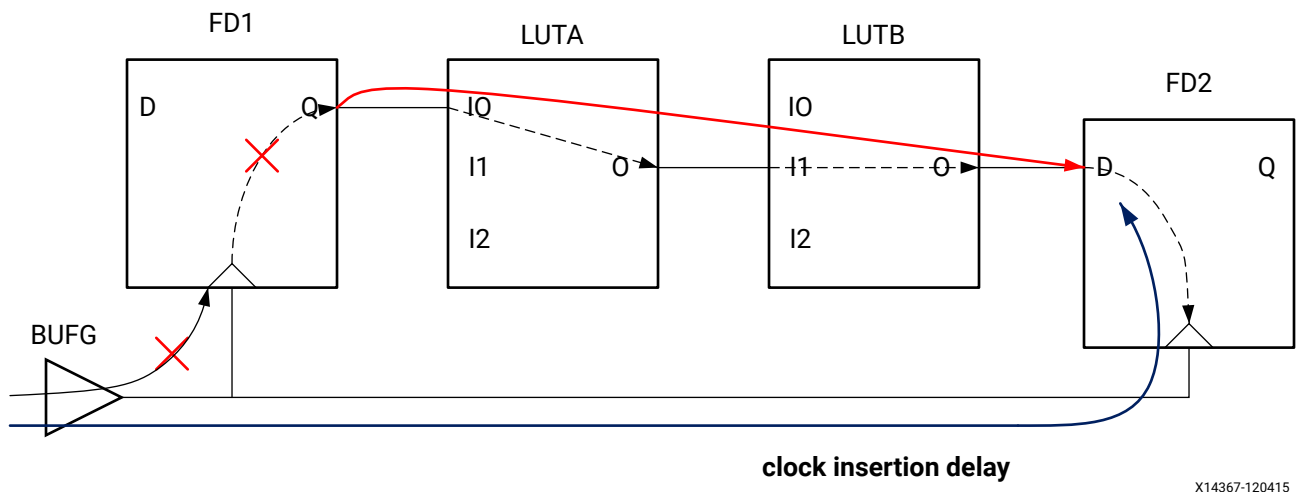 FD1
LUTA
LUTB
FD2
D
Q
I0
I1
O
I2
I0
I1
O
I2
D
Q
BUFG
clock insertion delay
X14367-120415